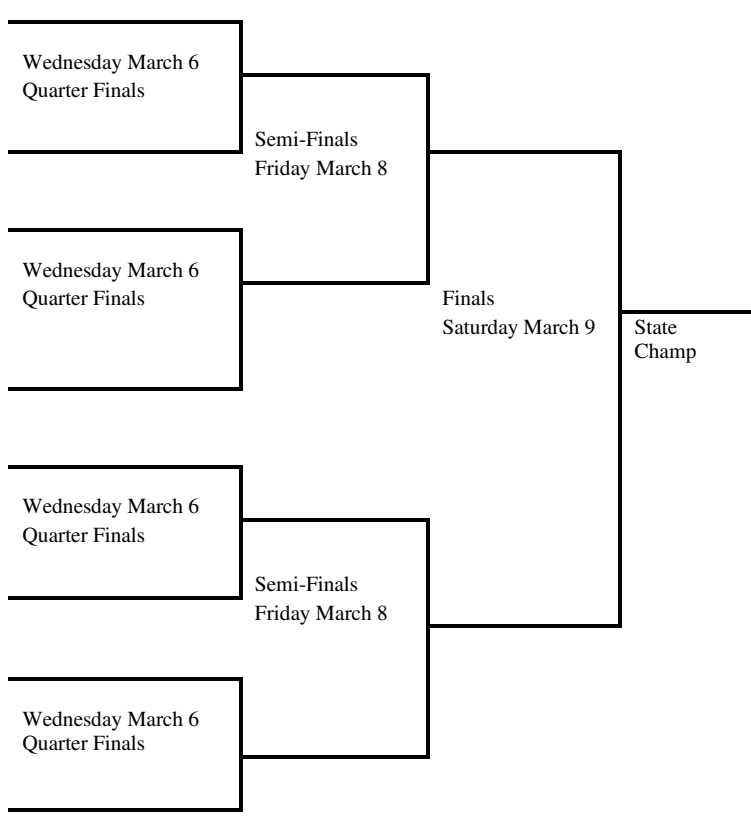 Wednesday March 6
Quarter Finals
Semi-Finals
Friday March 8
Wednesday March 6
Quarter Finals
Finals
Saturday March 9
State
Champ
Wednesday March 6
Quarter Finals
Semi-Finals
Friday March 8
Wednesday March 6
Quarter Finals